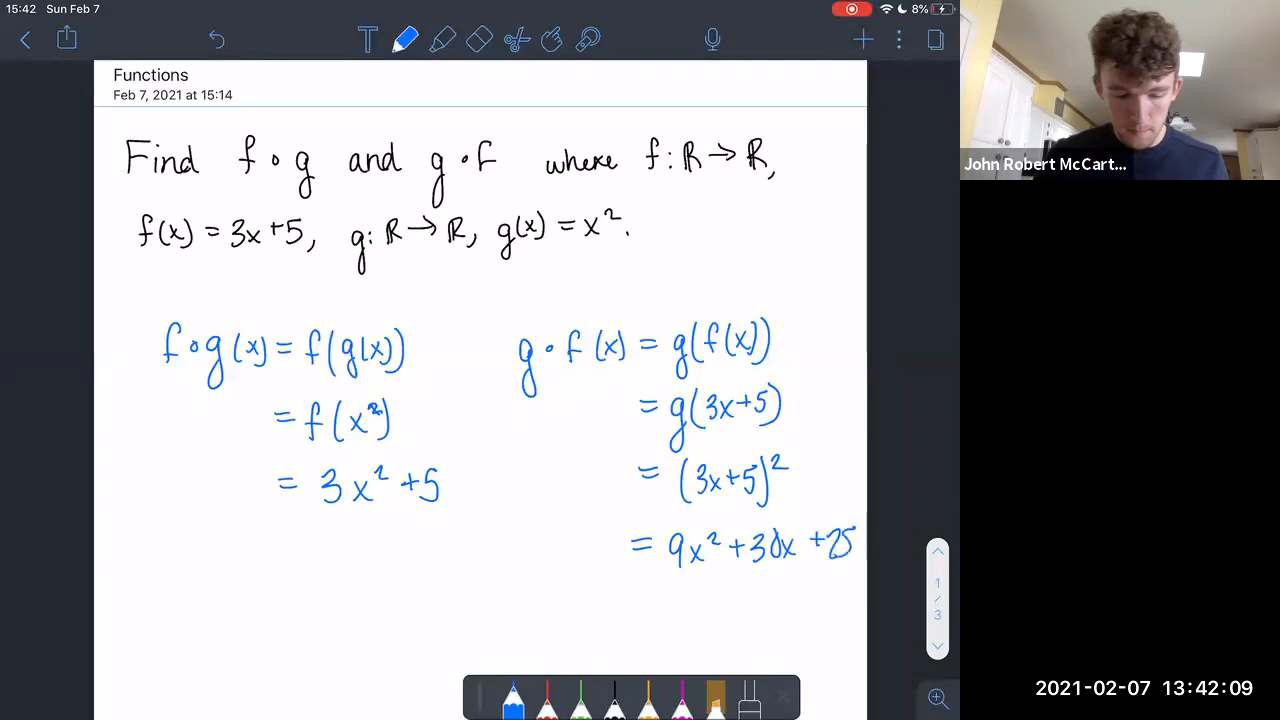 15:42 Sun Feb 7
8%
T
Functions
Feb 7, 2021 at 15:14
Find f∘g and g∘f where f: ℝ→ℝ,
f(x) = 3x+5, g: ℝ→ℝ, g(x) = x².
f∘g(x) = f(g(x))
= f(x²)
= 3x² +5
g∘f(x) = g(f(x))
= g(3x+5)
= (3x+5)²
= 9x² +30x +25
1/3
John Robert McCart...
2021-02-07 13:42:09